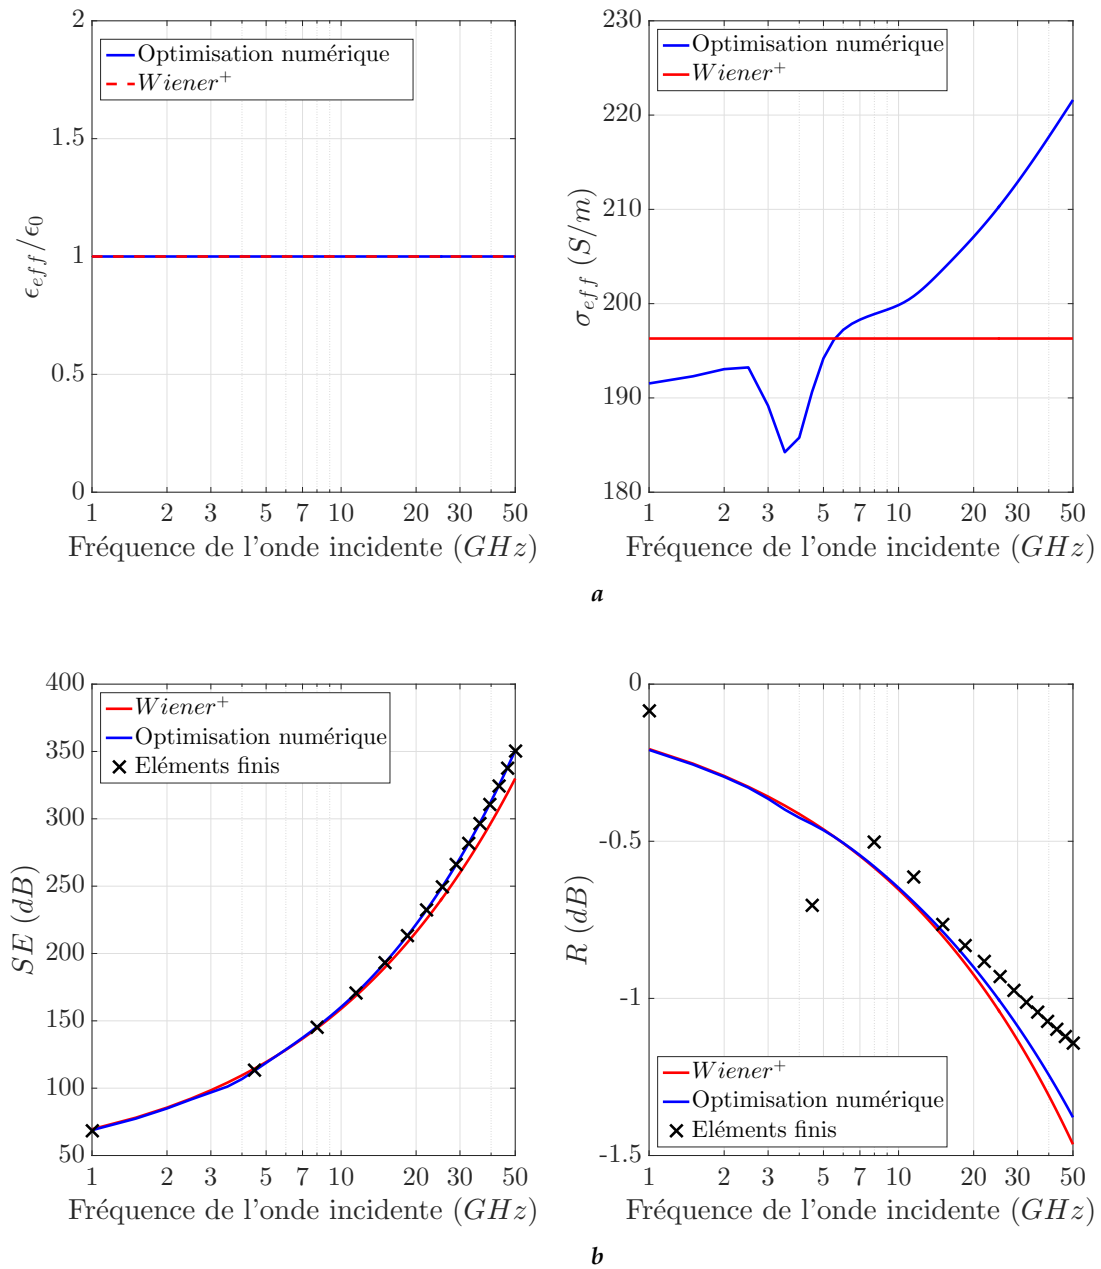 2
1.5
1
0.5
0
Optimisation numérique
Wiener+
ϵeff/ϵ0
1 2 3 5 7 10 20 30 50
Fréquence de l'onde incidente (GHz)
230
220
210
200
190
180
Optimisation numérique
Wiener+
σeff (S/m)
1 2 3 5 7 10 20 30 50
Fréquence de l'onde incidente (GHz)
a
400
350
300
250
200
150
100
50
Wiener+
Optimisation numérique
Eléments finis
SE (dB)
1 2 3 5 7 10 20 30 50
Fréquence de l'onde incidente (GHz)
0
-0.5
-1
-1.5
R (dB)
Wiener+
Optimisation numérique
Eléments finis
1 2 3 5 7 10 20 30 50
Fréquence de l'onde incidente (GHz)
b